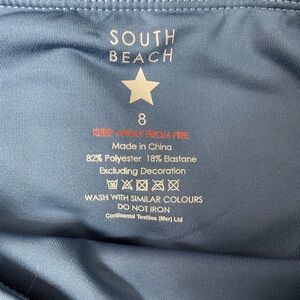 SOUTH
BEACH
8
KEEP AWAY FROM FIRE
Made in China
82% Polyester 18% Elastane
Excluding Decoration
WASH WITH SIMILAR COLOURS
DO NOT IRON
Continental Textiles (Mcr) Ltd